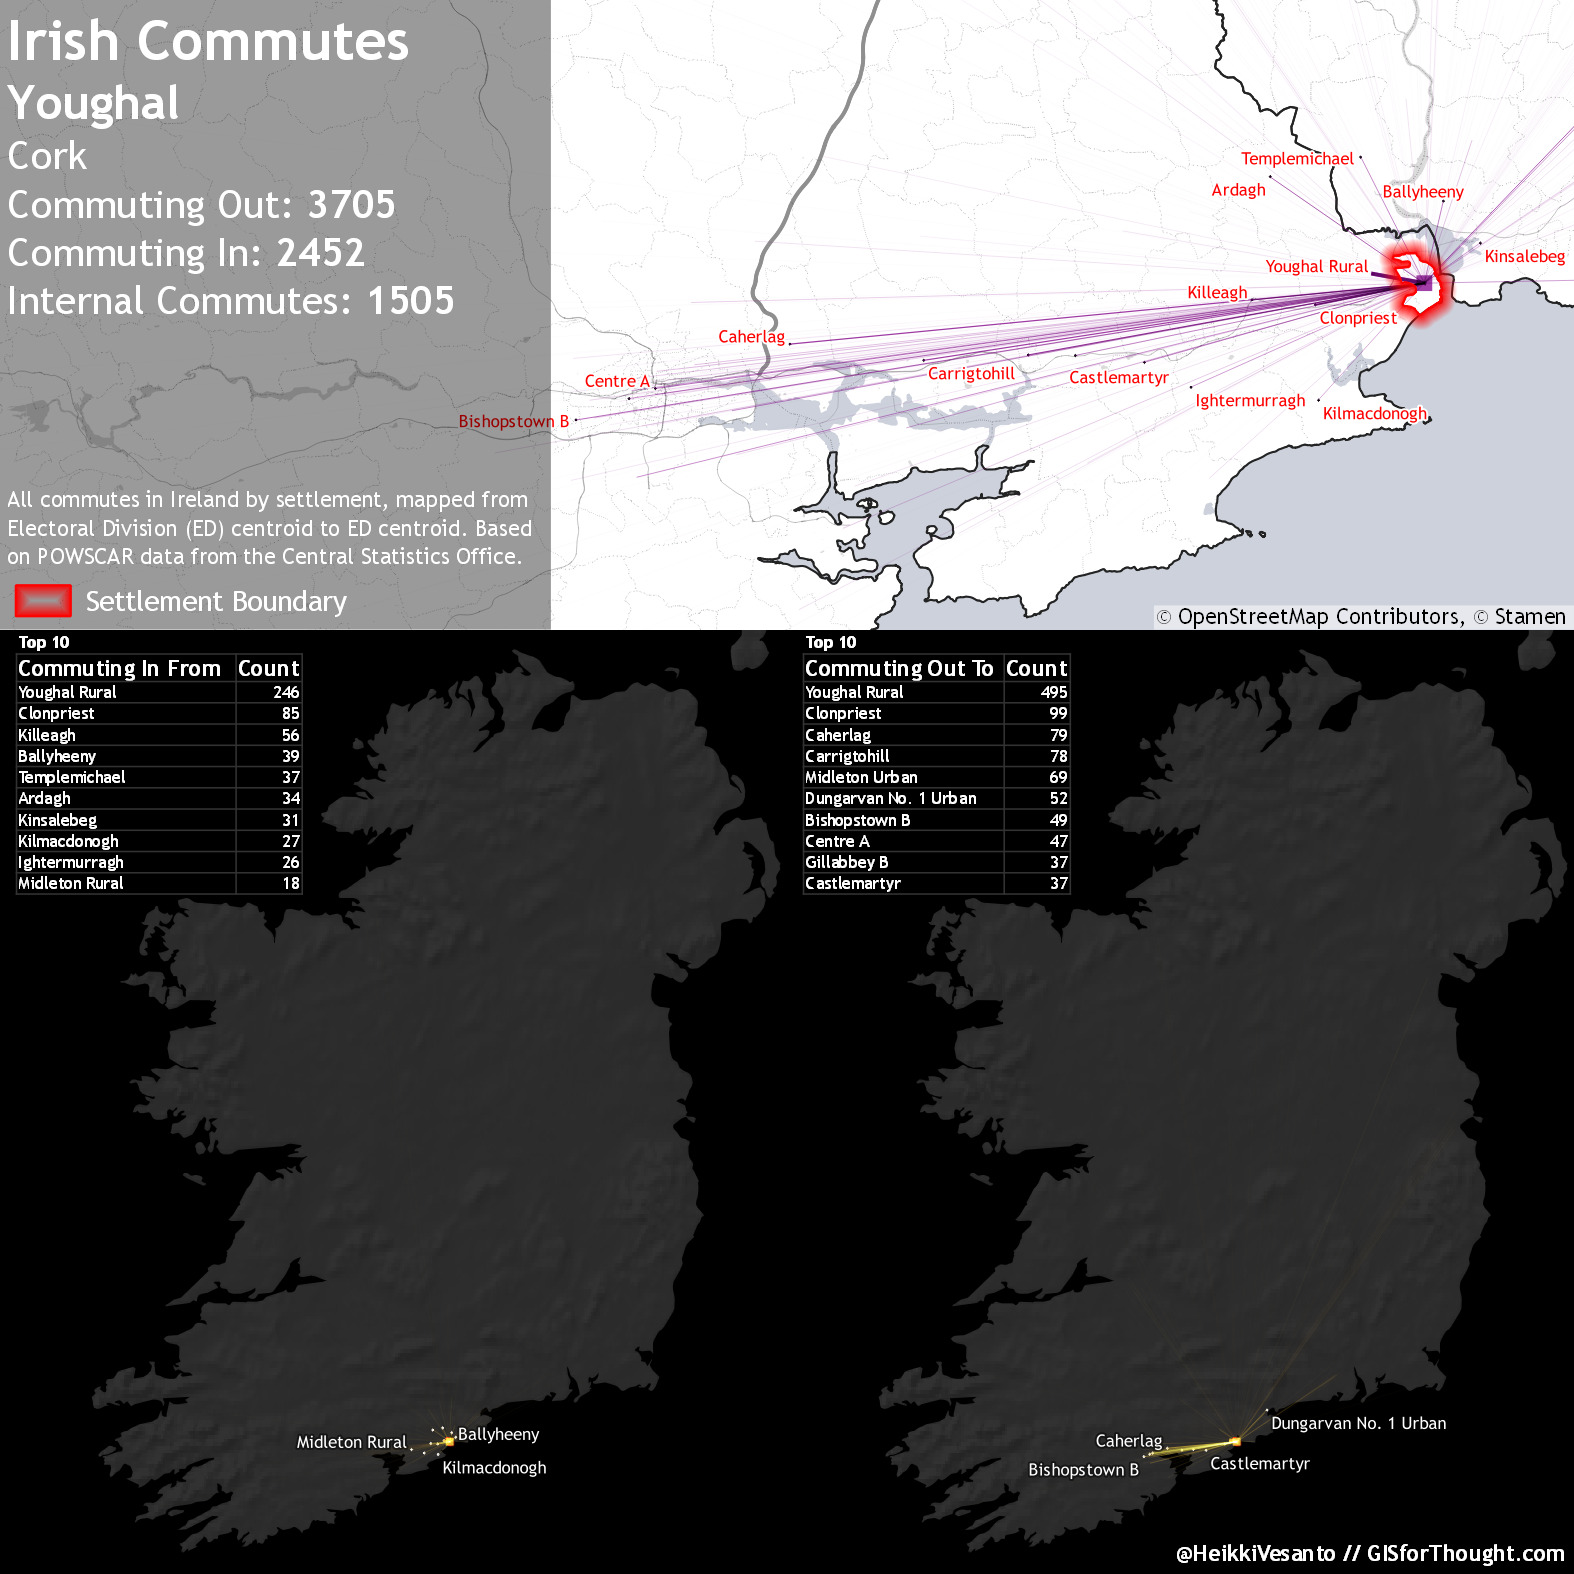 Irish Commutes
Youghal
Cork
Commuting Out: 3705
Commuting In: 2452
Internal Commutes: 1505
All commutes in Ireland by settlement, mapped from
Electoral Division (ED) centroid to ED centroid. Based
on POWSCAR data from the Central Statistics Office.
Settlement Boundary
Templemichael
Ardagh
Ballyheeny
Kinsalebeg
Youghal Rural
Killeagh
Clonpriest
Caherlag
Carrigtohill
Castlemartyr
Centre A
Ightermurragh
Kilmacdonogh
Bishopstown B
© OpenStreetMap Contributors, © Stamen
Top 10
Commuting In From Count
Youghal Rural 246
Clonpriest 85
Killeagh 56
Ballyheeny 39
Templemichael 37
Ardagh 34
Kinsalebeg 31
Kilmacdonogh 27
Ightermurragh 26
Midleton Rural 18
Top 10
Commuting Out To Count
Youghal Rural 495
Clonpriest 99
Caherlag 79
Carrigtohill 78
Midleton Urban 69
Dungarvan No. 1 Urban 52
Bishopstown B 49
Centre A 47
Gillabbey B 37
Castlemartyr 37
Midleton Rural
Ballyheeny
Kilmacdonogh
Dungarvan No. 1 Urban
Caherlag
Castlemartyr
Bishopstown B
@HeikkiVesanto // GISforThought.com